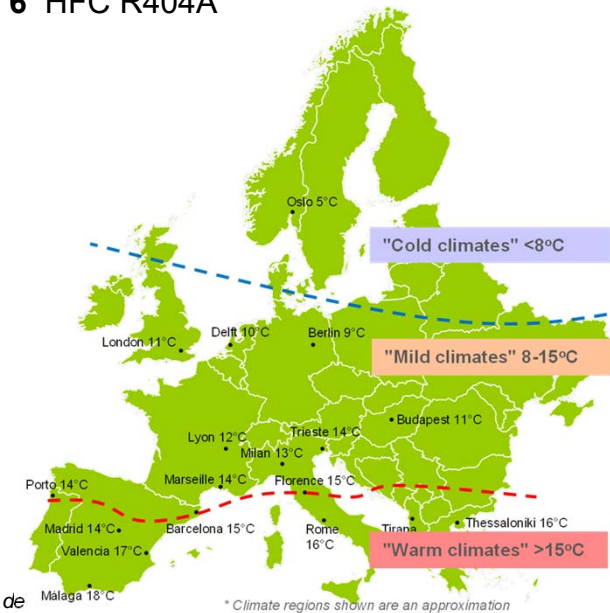 6 HFC R404A
Oslo 5°C
"Cold climates" <8°C
London 11°C
Delft 10°C
Berlin 9°C
"Mild climates" 8-15°C
Budapest 11°C
Lyon 12°C
Trieste 14°C
Milan 13°C
Marseille 14°C
Florence 15°C
Porto 14°C
Madrid 14°C
Barcelona 15°C
Rome
16°C
Tirana
Thessaloniki 16°C
Valencia 17°C
"Warm climates" >15°C
Málaga 18°C
de
* Climate regions shown are an approximation